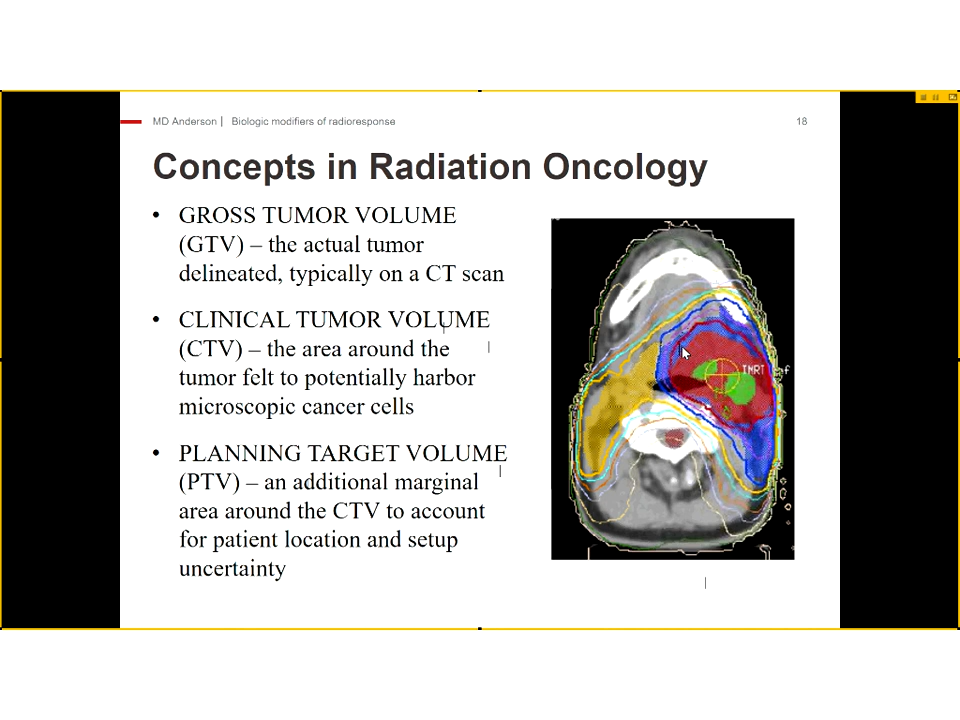 MD Anderson | Biologic modifiers of radioresponse
18
Concepts in Radiation Oncology
• GROSS TUMOR VOLUME
(GTV) – the actual tumor
delineated, typically on a CT scan
• CLINICAL TUMOR VOLUME
(CTV) – the area around the
tumor felt to potentially harbor
microscopic cancer cells
• PLANNING TARGET VOLUME
(PTV) – an additional marginal
area around the CTV to account
for patient location and setup
uncertainty
IMRT